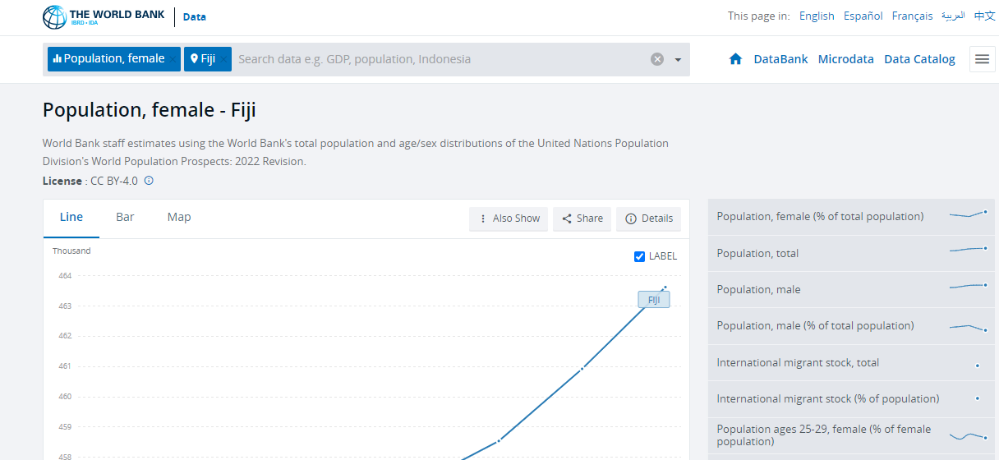 THE WORLD BANK
IBRD • IDA
Data
This page in: English Español Français العربية 中文
Population, female × Fiji × Search data e.g. GDP, population, Indonesia
DataBank Microdata Data Catalog
Population, female - Fiji
World Bank staff estimates using the World Bank's total population and age/sex distributions of the United Nations Population
Division's World Population Prospects: 2022 Revision.
License : CC BY-4.0
Line Bar Map
Also Show Share Details
Thousand
LABEL
464
463
462
461
460
459
458
FIJI
Population, female (% of total population)
Population, total
Population, male
Population, male (% of total population)
International migrant stock, total
International migrant stock (% of population)
Population ages 25-29, female (% of female
population)